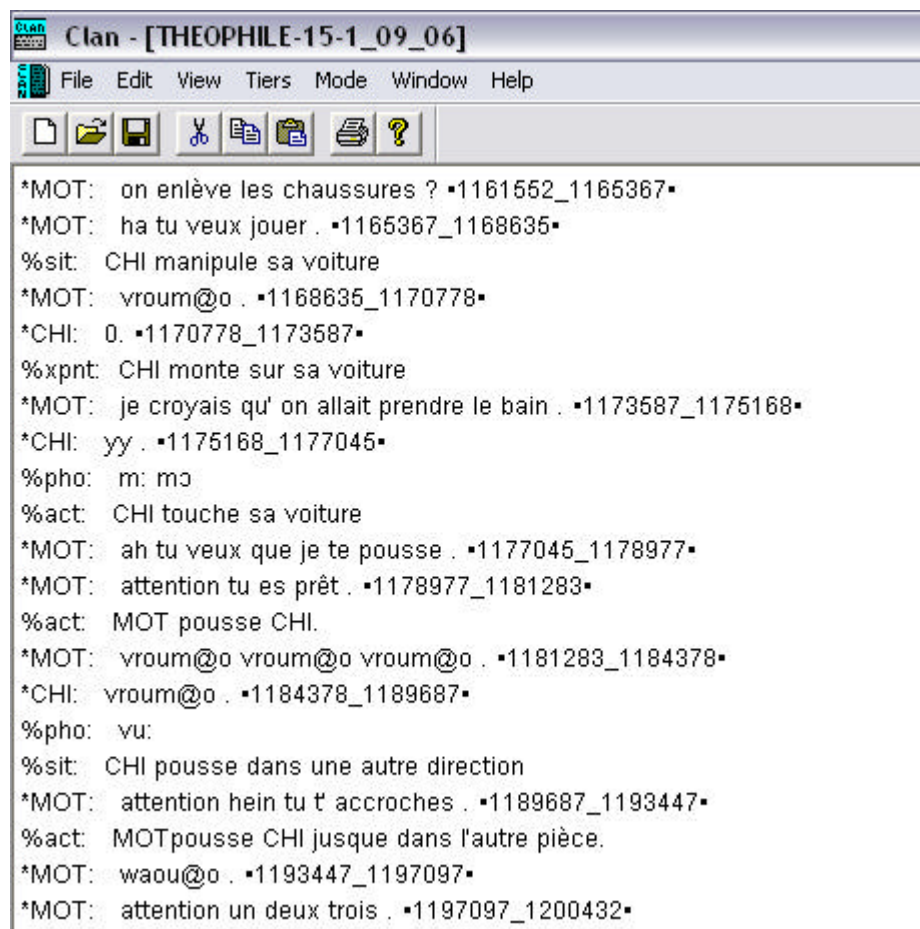 Clan - [THEOPHILE-15-1_09_06]
File Edit View Tiers Mode Window Help
*MOT: on enlève les chaussures ? •1161552_1165367•
*MOT: ha tu veux jouer . •1165367_1168635•
%sit: CHI manipule sa voiture
*MOT: vroum@o . •1168635_1170778•
*CHI: 0. •1170778_1173587•
%xpnt: CHI monte sur sa voiture
*MOT: je croyais qu' on allait prendre le bain . •1173587_1175168•
*CHI: yy . •1175168_1177045•
%pho: m: mɔ
%act: CHI touche sa voiture
*MOT: ah tu veux que je te pousse . •1177045_1178977•
*MOT: attention tu es prêt . •1178977_1181283•
%act: MOT pousse CHI.
*MOT: vroum@o vroum@o vroum@o . •1181283_1184378•
*CHI: vroum@o . •1184378_1189687•
%pho: vu:
%sit: CHI pousse dans une autre direction
*MOT: attention hein tu t' accroches . •1189687_1193447•
%act: MOTpousse CHI jusque dans l'autre pièce.
*MOT: waou@o . •1193447_1197097•
*MOT: attention un deux trois . •1197097_1200432•